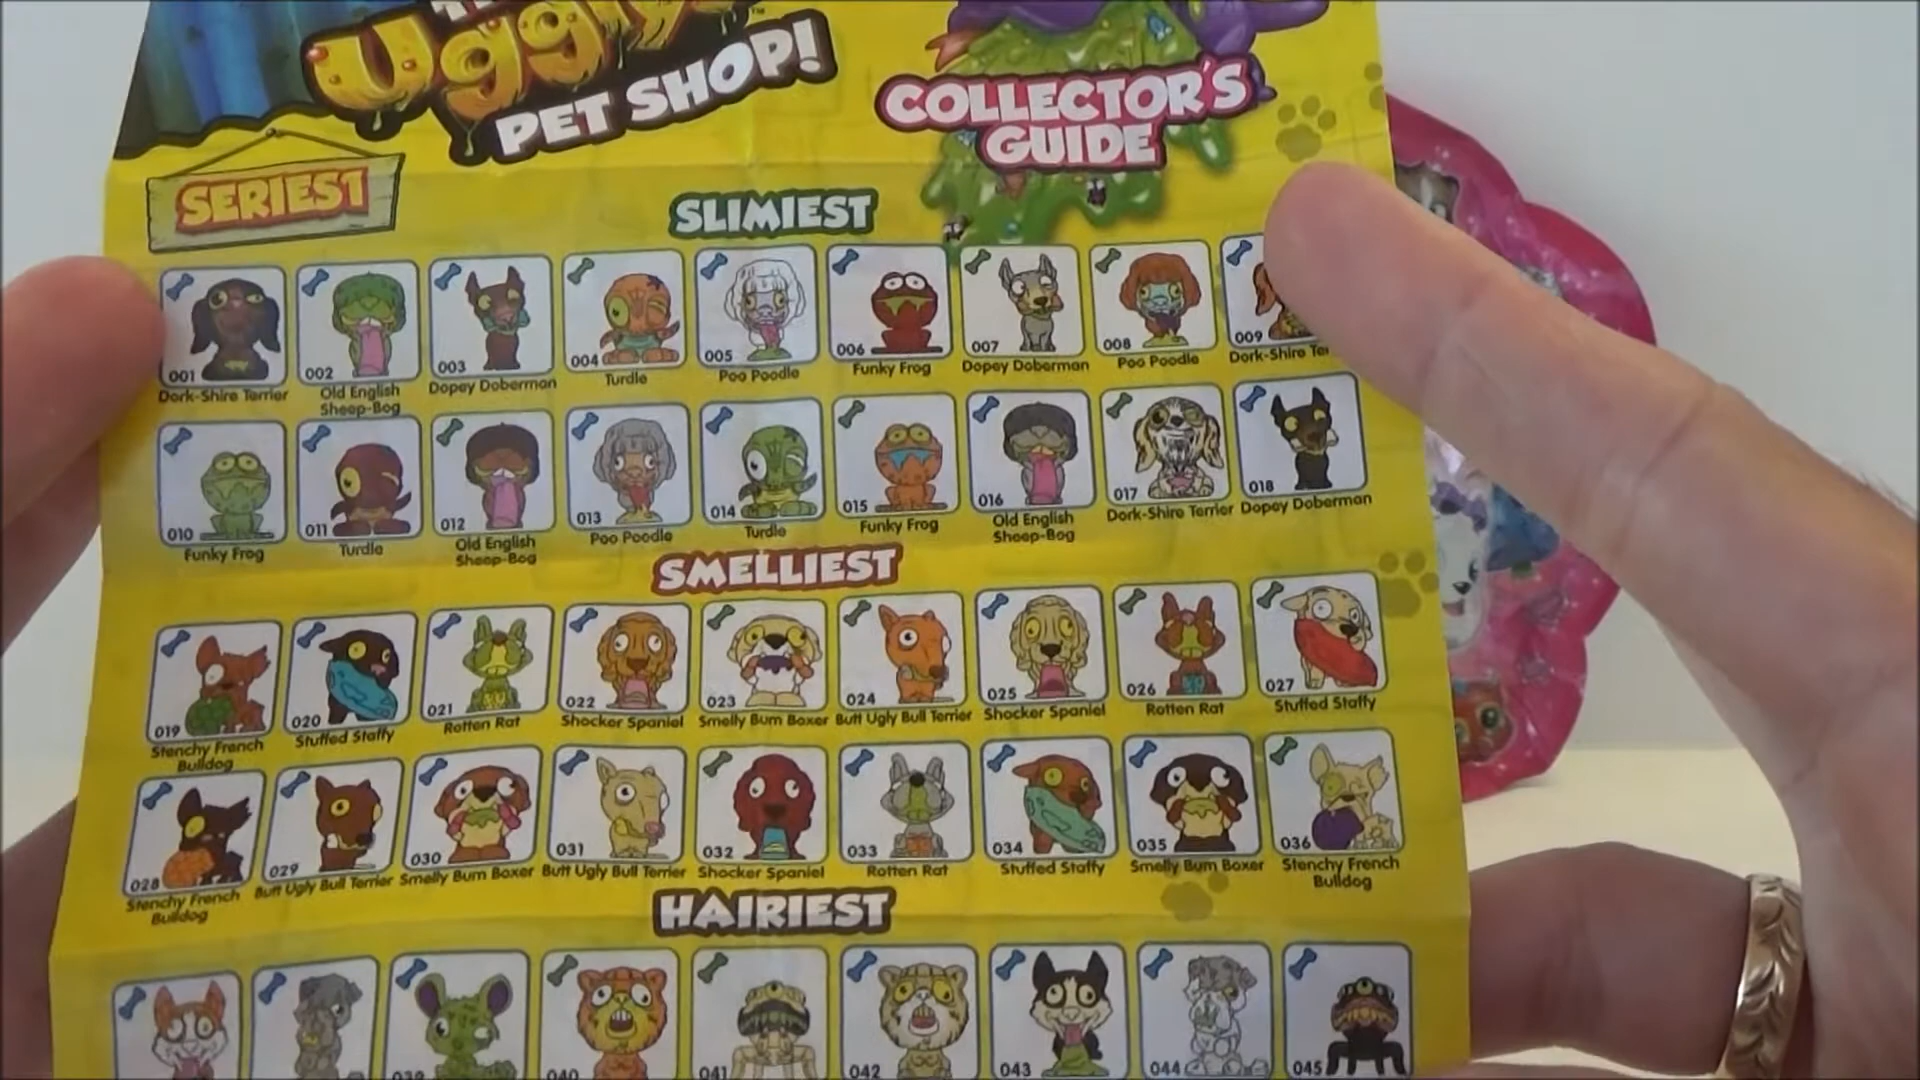 Ugglys
PET SHOP!
COLLECTOR'S
GUIDE
SERIES 1
SLIMIEST
001 002 003 004 005 006 007 008 009
Dork-Shire Terrier Old English Sheep-Bog Dopey Doberman Turdle Poo Poodle Funky Frog Dopey Doberman Poo Poodle Dork-Shire
010 011 012 013 014 015 016 017 018
Funky Frog Turdle Old English Sheep-Bog Poo Poodle Turdle Funky Frog Old English Sheep-Bog Dork-Shire Terrier Dopey Doberman
SMELLIEST
019 020 021 022 023 024 025 026 027
Stenchy French Bulldog Stuffed Staffy Rotten Rat Shocker Spaniel Smelly Bum Boxer Butt Ugly Bull Terrier Shocker Spaniel Rotten Rat Stuffed Staffy
028 029 030 031 032 033 034 035 036
Stenchy French Bulldog Butt Ugly Bull Terrier Smelly Bum Boxer Butt Ugly Bull Terrier Shocker Spaniel Rotten Rat Stuffed Staffy Smelly Bum Boxer Stenchy French Bulldog
HAIRIEST
039 040 041 042 043 044 045